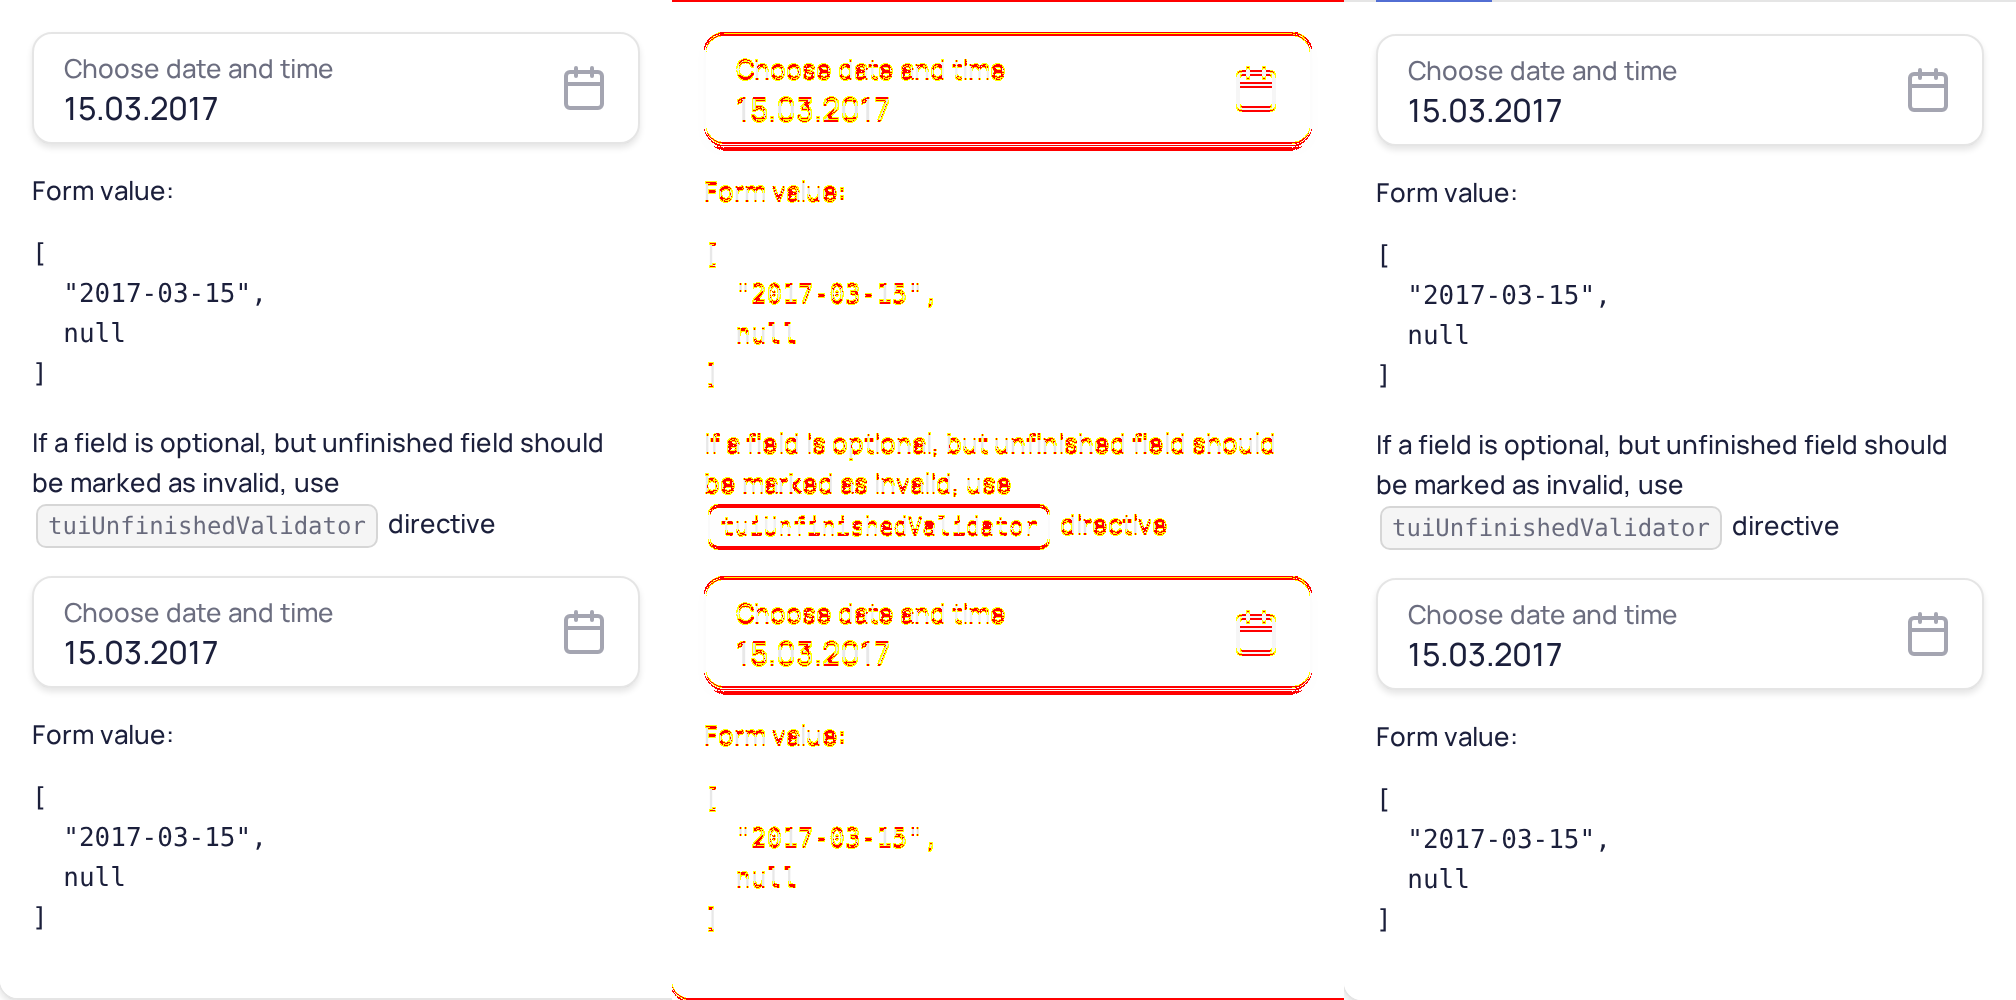 Choose date and time
15.03.2017
Form value:
[
"2017-03-15",
null
]
If a field is optional, but unfinished field should
be marked as invalid, use
tuiUnfinishedValidator directive
Choose date and time
15.03.2017
Form value:
[
"2017-03-15",
null
]
Choose date and time
15.03.2017
Form value:
[
"2017-03-15",
null
]
If a field is optional, but unfinished field should
be marked as invalid, use
tuiUnfinishedValidator directive
Choose date and time
15.03.2017
Form value:
[
"2017-03-15",
null
]
Choose date and time
15.03.2017
Form value:
[
"2017-03-15",
null
]
If a field is optional, but unfinished field should
be marked as invalid, use
tuiUnfinishedValidator directive
Choose date and time
15.03.2017
Form value:
[
"2017-03-15",
null
]